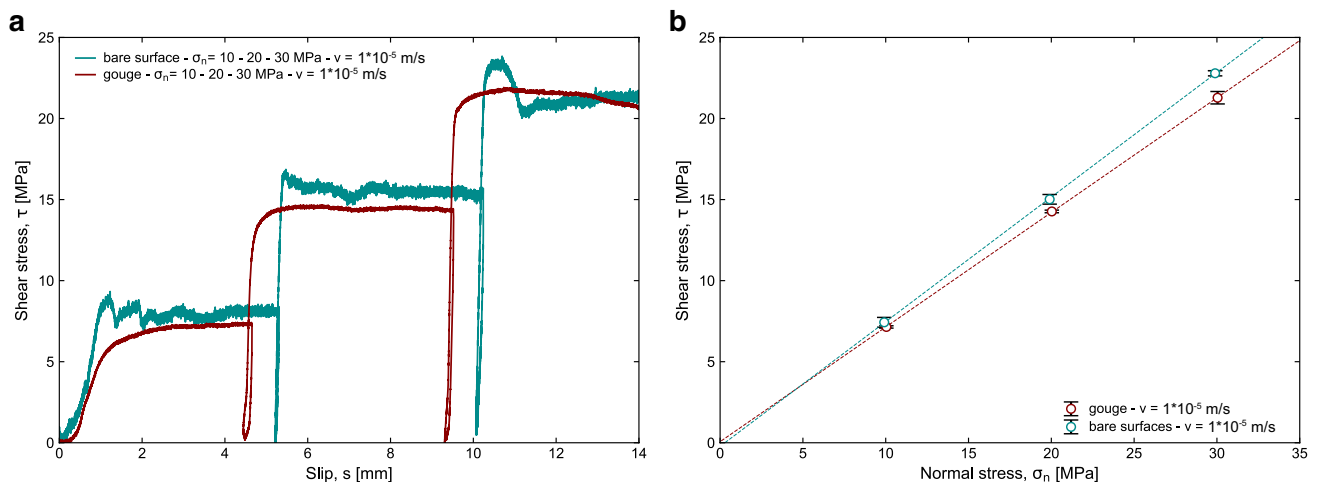 a
bare surface - σn= 10 - 20 - 30 MPa - v = 1*10-5 m/s
gouge - σn= 10 - 20 - 30 MPa - v = 1*10-5 m/s
25
20
15
10
5
0
Shear stress, τ [MPa]
0 2 4 6 8 10 12 14
Slip, s [mm]
b
25
20
15
10
5
0
Shear stress, τ [MPa]
gouge - v = 1*10-5 m/s
bare surfaces - v = 1*10-5 m/s
0 5 10 15 20 25 30 35
Normal stress, σn [MPa]